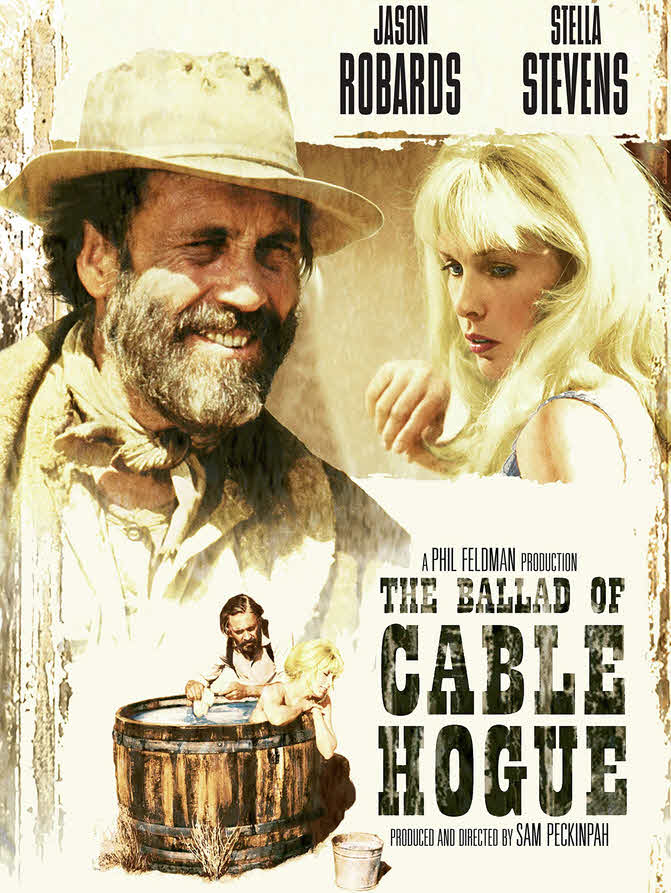 JASON
ROBARDS
STELLA
STEVENS
A PHIL FELDMAN PRODUCTION
THE BALLAD OF
CABLE
HOGUE
PRODUCED AND DIRECTED BY SAM PECKINPAH